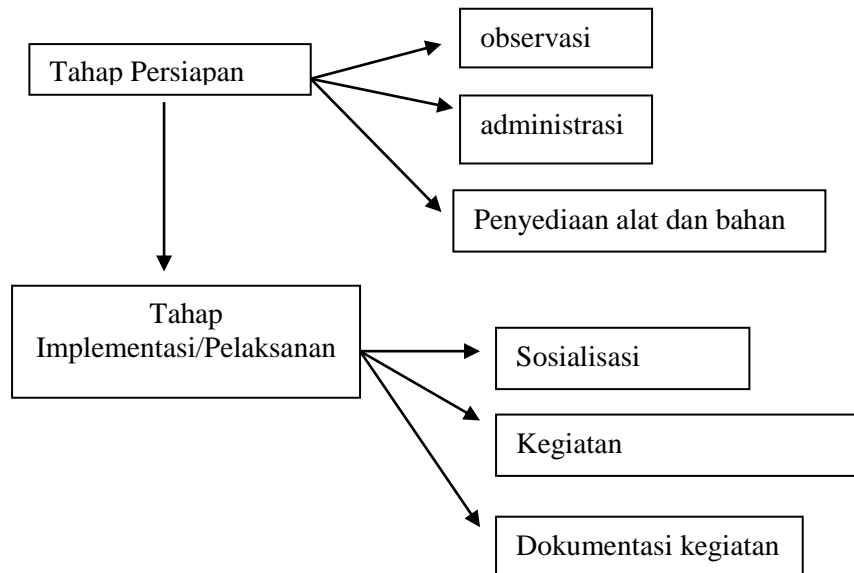 observasi
Tahap Persiapan
administrasi
Penyediaan alat dan bahan
Tahap
Implementasi/Pelaksanan
Sosialisasi
Kegiatan
Dokumentasi kegiatan